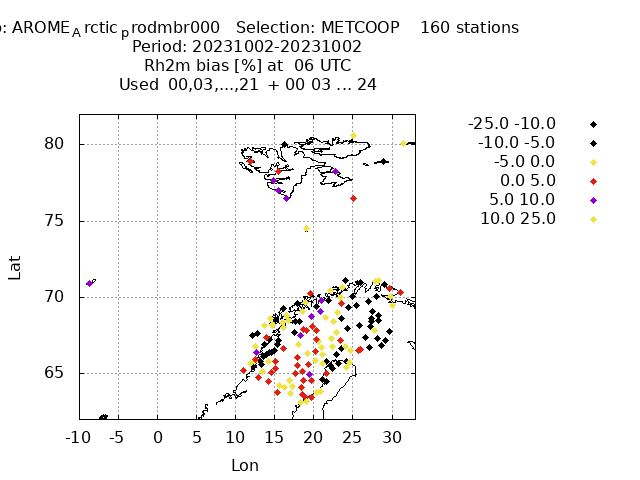 : AROME_A rctic_p rodmbr000 Selection: METCOOP 160 stations
Period: 20231002-20231002
Rh2m bias [%] at 06 UTC
Used 00,03,...,21 + 00 03 ... 24
-25.0 -10.0
-10.0 -5.0
-5.0 0.0
0.0 5.0
5.0 10.0
10.0 25.0
80
75
70
65
Lat
-10 -5 0 5 10 15 20 25 30
Lon